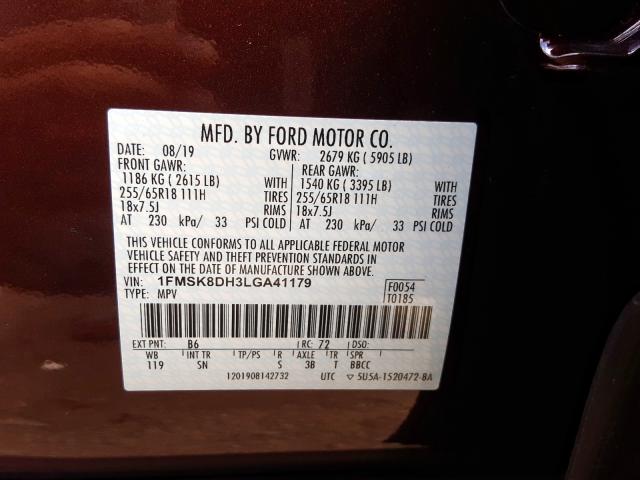 MFD. BY FORD MOTOR CO.
DATE: 08/19 GVWR: 2679 KG ( 5905 LB)
FRONT GAWR: REAR GAWR:
1186 KG ( 2615 LB) WITH 1540 KG ( 3395 LB) WITH
255/65R18 111H TIRES 255/65R18 111H TIRES
18x7.5J RIMS 18x7.5J RIMS
AT 230 kPa/ 33 PSI COLD AT 230 kPa/ 33 PSI COLD
THIS VEHICLE CONFORMS TO ALL APPLICABLE FEDERAL MOTOR
VEHICLE SAFETY AND THEFT PREVENTION STANDARDS IN
EFFECT ON THE DATE OF MANUFACTURE SHOWN ABOVE.
VIN: 1FMSK8DH3LGA41179 F0054
TYPE: MPV T0185
EXT PNT: B6 RC: 72 DSO:
WB INT TR TP/PS R AXLE TR SPR
119 SN S 3B T BBCC
1201908142732 UTC ▽ 5U5A-1520472-BA